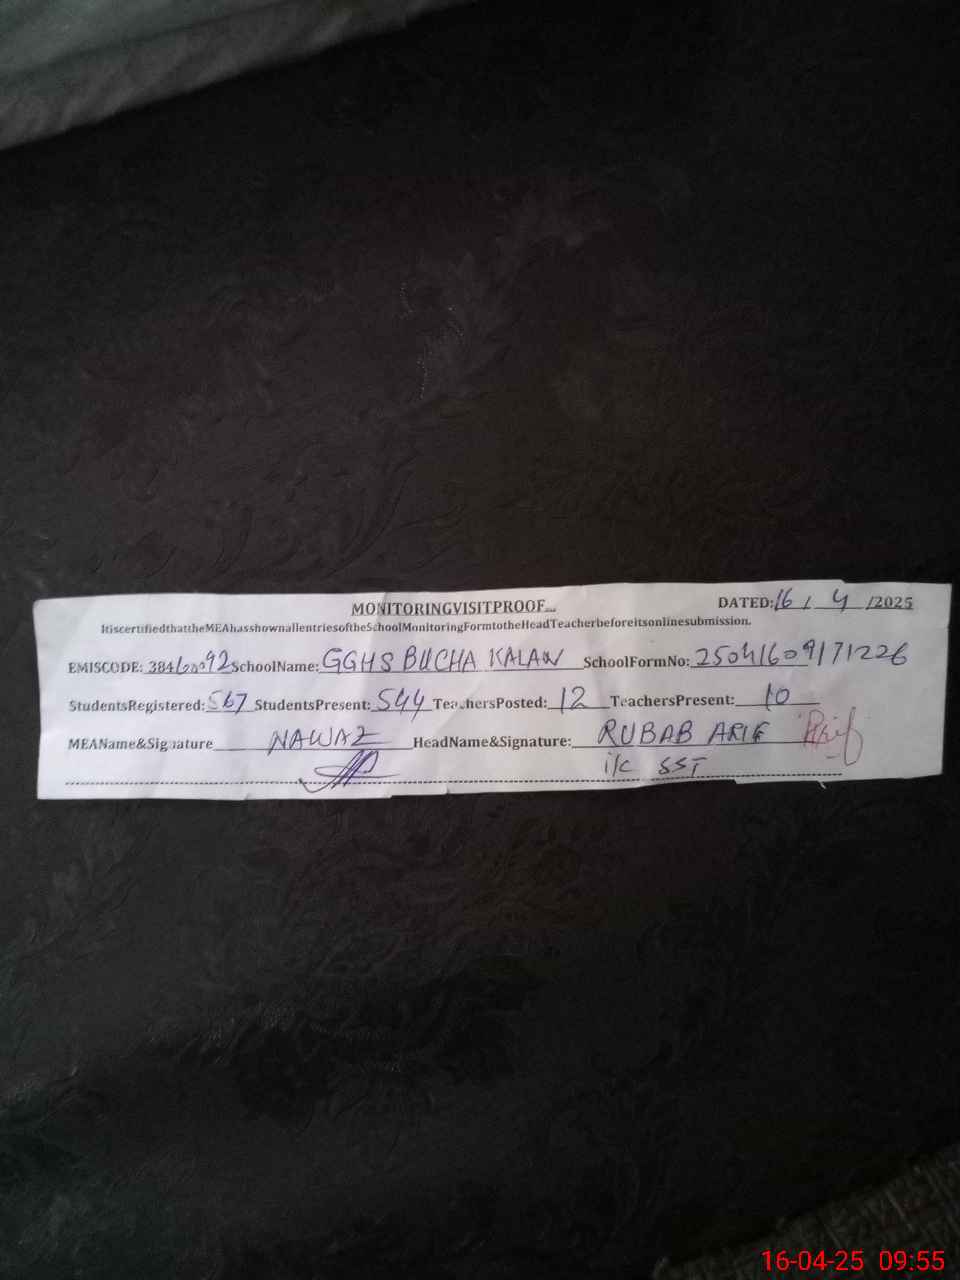 MONITORINGVISITPROOF
DATED:16 / 4 /2025
ItiscertifiedthattheMEAhasshownallentriesoftheSchoolMonitoringFormtotheHeadTeacherbeforeitsonlinesubmission.
EMISCODE: 38460092 SchoolName: GGHS BUCHA KALAN SchoolFormNo: 25041609171226
StudentsRegistered: 567 StudentsPresent: 544 TeachersPosted: 12 TeachersPresent: 10
MEAName&Signature NAWAZ HeadName&Signature: RUBAB ARIF Arif
i/c SST
16-04-25 09:55